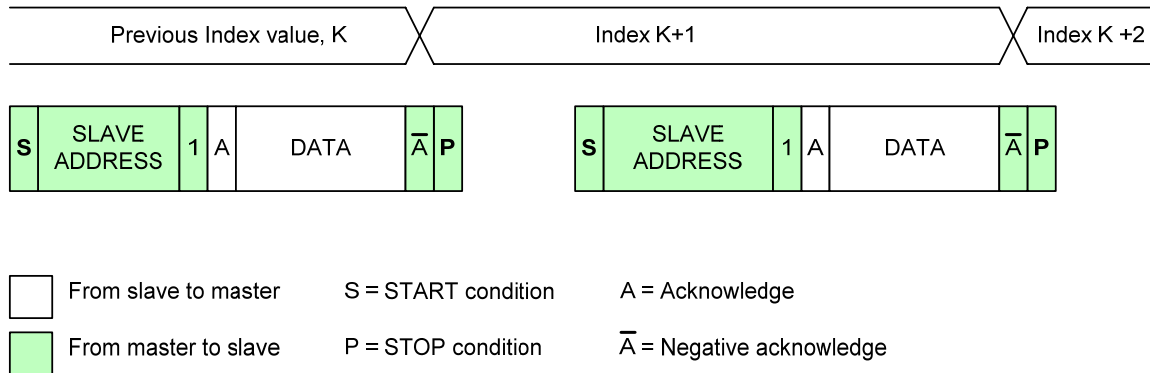 Previous Index value, K Index K+1 Index K +2
S SLAVE ADDRESS 1 A DATA A̅ P S SLAVE ADDRESS 1 A DATA A̅ P
From slave to master S = START condition A = Acknowledge
From master to slave P = STOP condition A̅ = Negative acknowledge